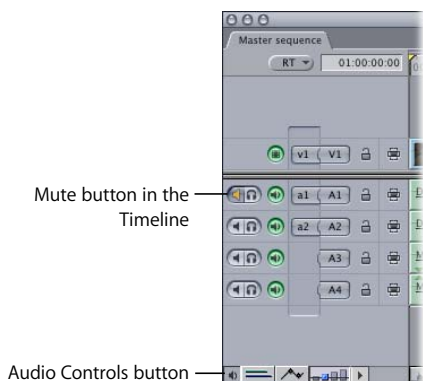 Master sequence
RT 01:00:00:00
v1 V1
Mute button in the
Timeline
a1 A1
a2 A2
A3
A4
Audio Controls button